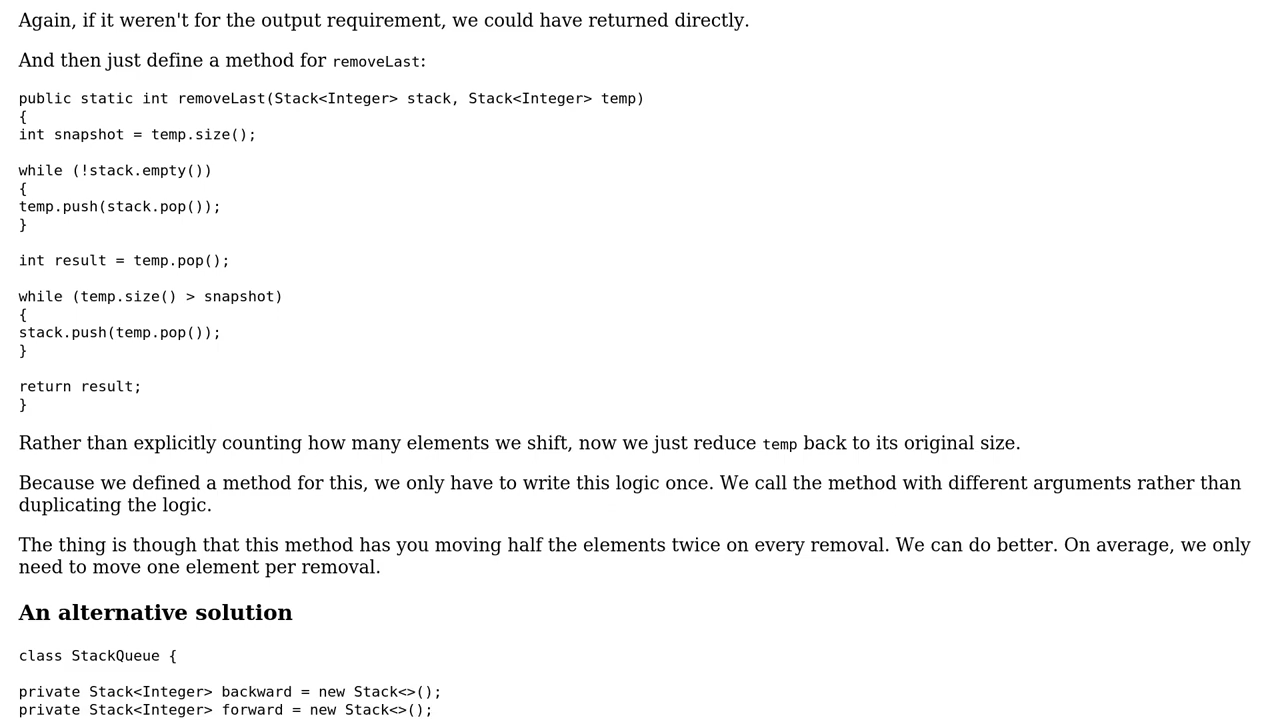 Again, if it weren't for the output requirement, we could have returned directly.
And then just define a method for removeLast:
public static int removeLast(Stack<Integer> stack, Stack<Integer> temp)
{
int snapshot = temp.size();
while (!stack.empty())
{
temp.push(stack.pop());
}
int result = temp.pop();
while (temp.size() > snapshot)
{
stack.push(temp.pop());
}
return result;
}
Rather than explicitly counting how many elements we shift, now we just reduce temp back to its original size.
Because we defined a method for this, we only have to write this logic once. We call the method with different arguments rather than
duplicating the logic.
The thing is though that this method has you moving half the elements twice on every removal. We can do better. On average, we only
need to move one element per removal.
An alternative solution
class StackQueue {
private Stack<Integer> backward = new Stack<>();
private Stack<Integer> forward = new Stack<>();